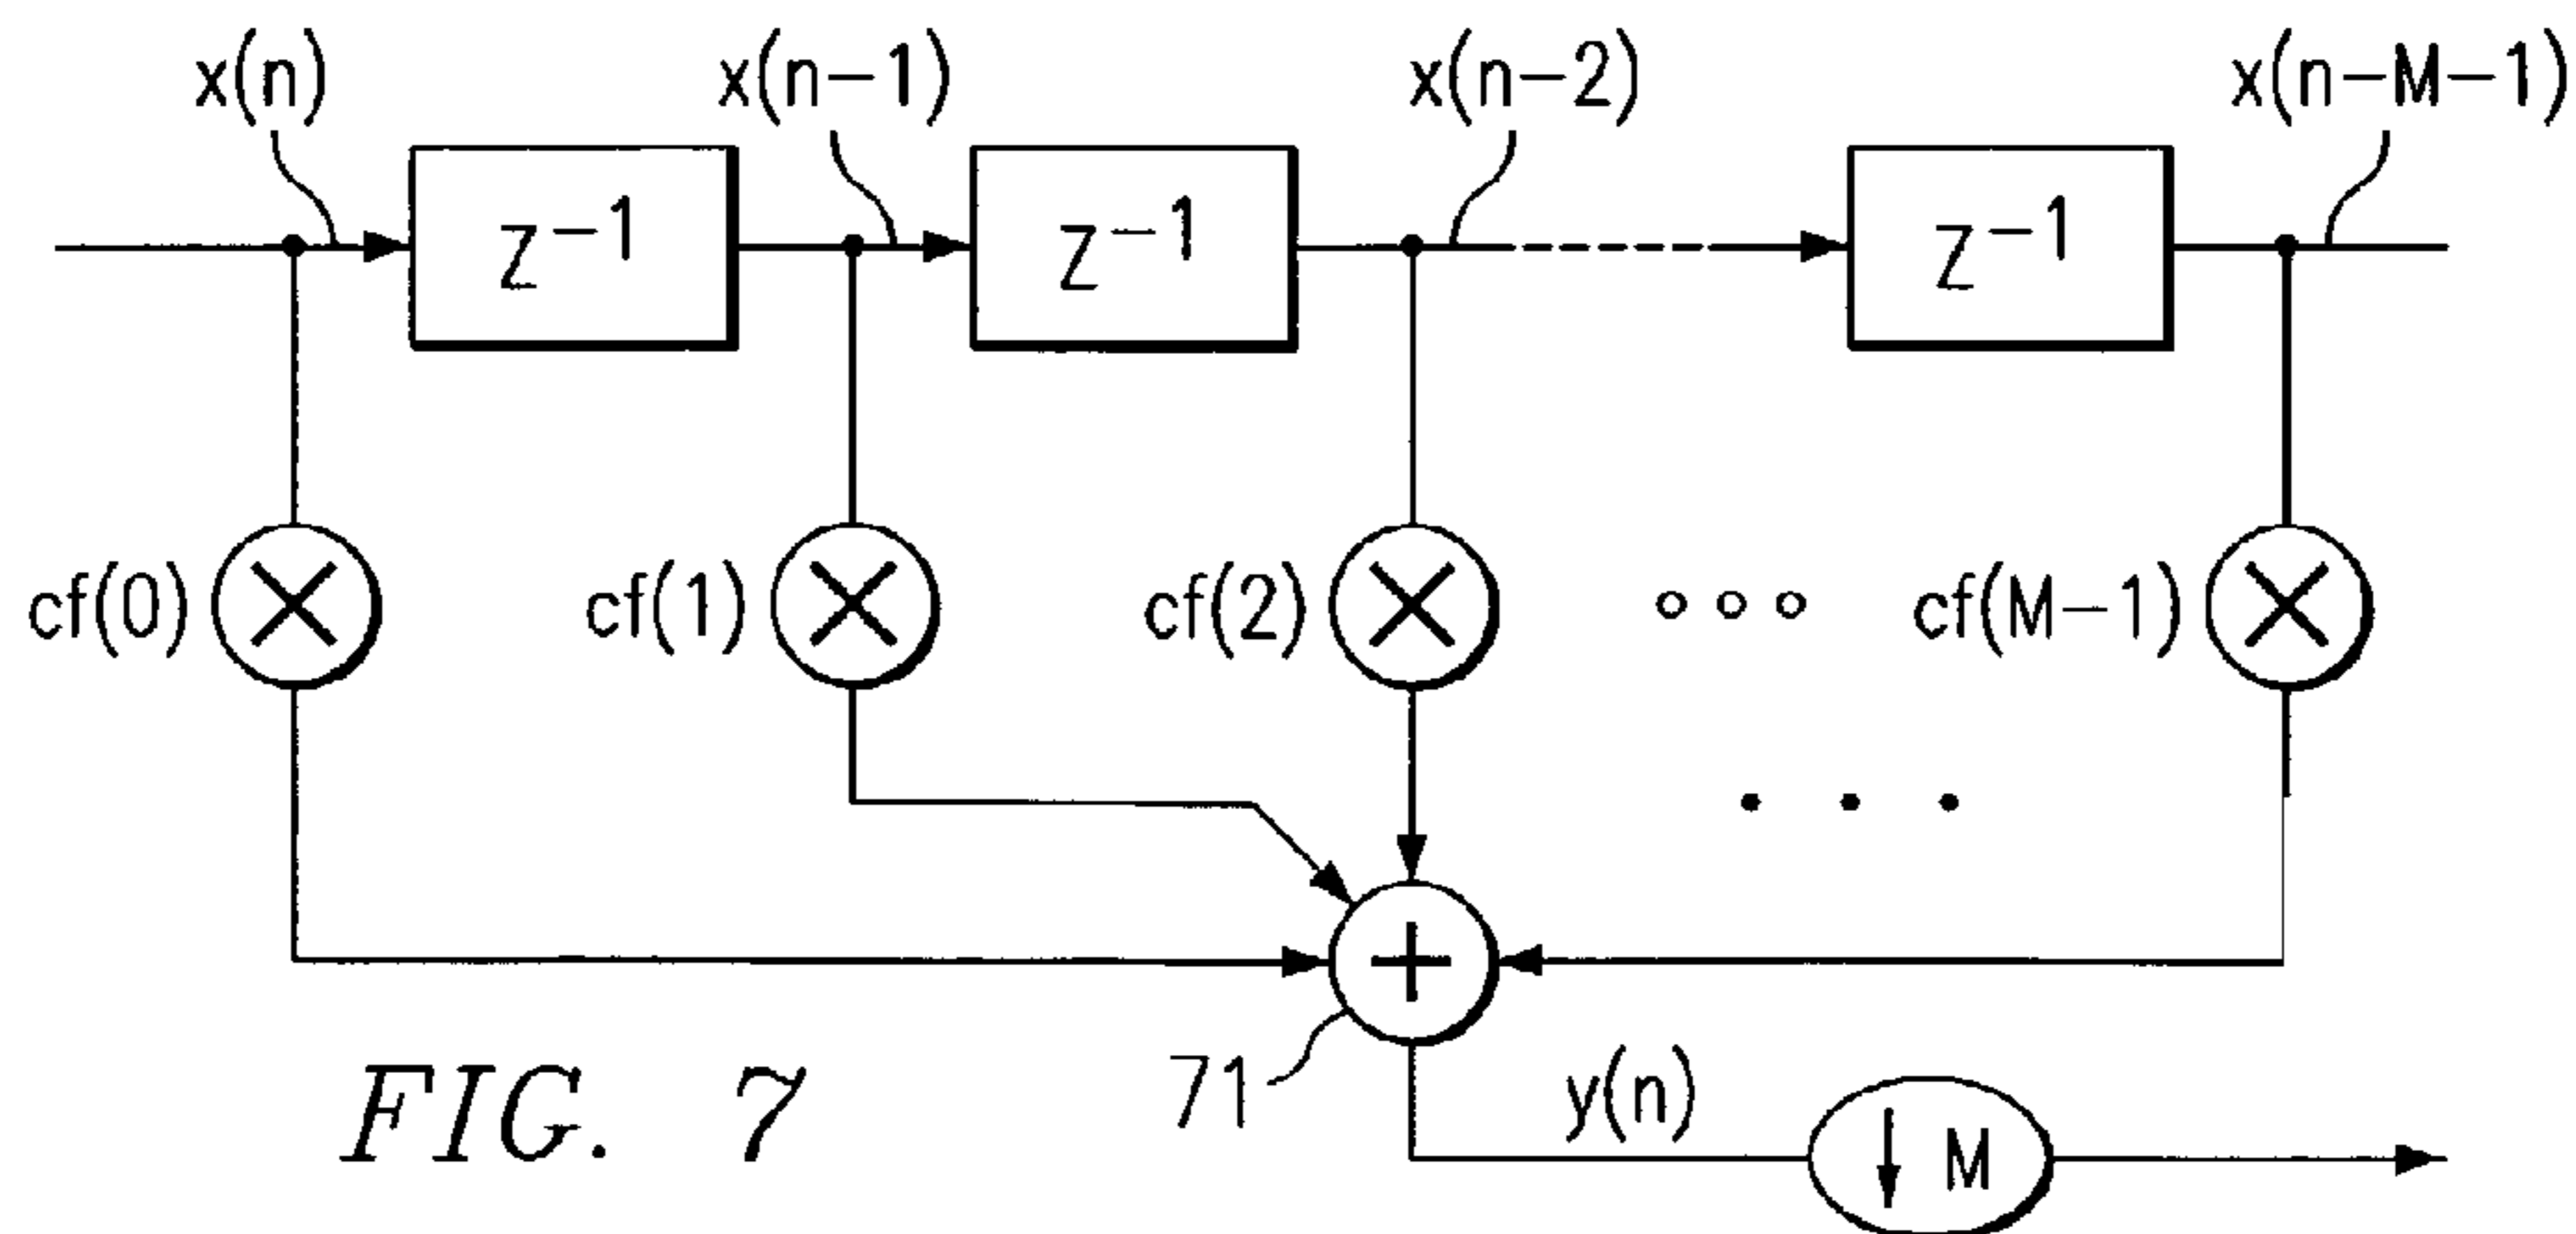 x(n) x(n-1) x(n-2) x(n-M-1)
Z⁻¹ Z⁻¹ Z⁻¹
cf(0) cf(1) cf(2) cf(M-1)
71
y(n)
↓ M
FIG. 7